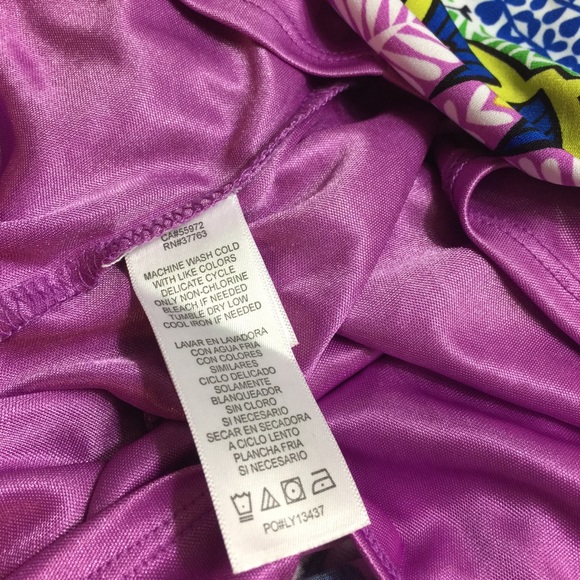 CA#55972
RN#37763
MACHINE WASH COLD
WITH LIKE COLORS
DELICATE CYCLE
ONLY NON-CHLORINE
BLEACH IF NEEDED
TUMBLE DRY LOW
COOL IRON IF NEEDED
LAVAR EN LAVADORA
CON AGUA FRIA
CON COLORES
SIMILARES
CICLO DELICADO
SOLAMENTE
BLANQUEADOR
SIN CLORO
SI NECESARIO
SECAR EN SECADORA
A CICLO LENTO
PLANCHA FRIA
SI NECESARIO
PO#LY13437